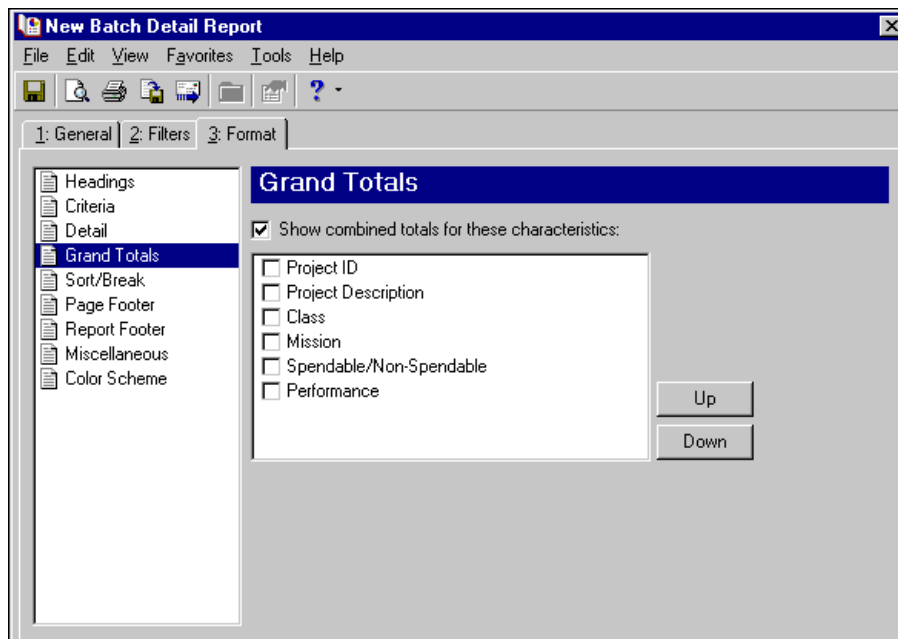 New Batch Detail Report
File Edit View Favorites Tools Help
1: General 2: Filters 3: Format
Headings
Criteria
Detail
Grand Totals
Sort/Break
Page Footer
Report Footer
Miscellaneous
Color Scheme
Grand Totals
Show combined totals for these characteristics:
Project ID
Project Description
Class
Mission
Spendable/Non-Spendable
Performance
Up
Down